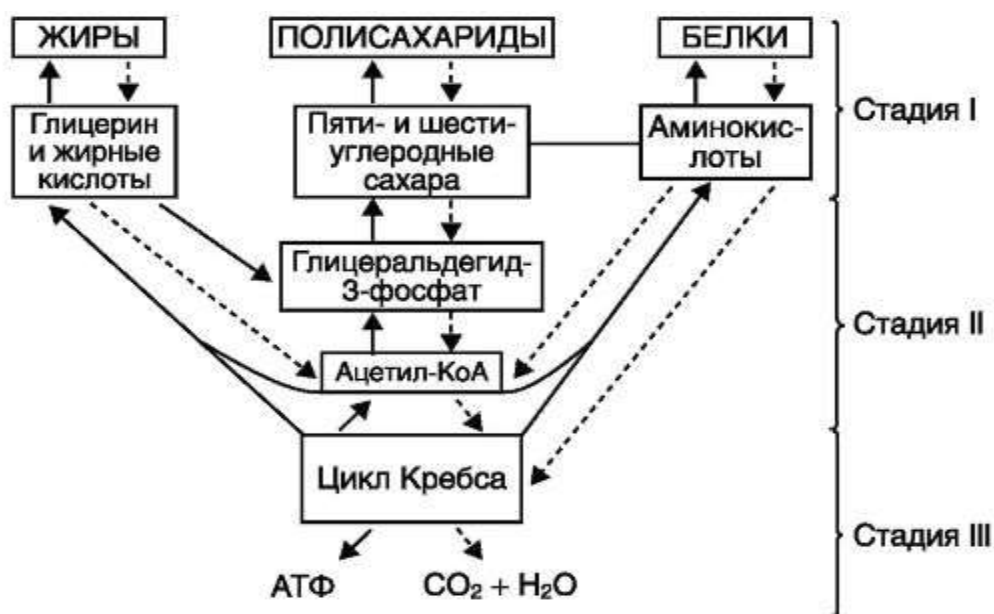 ЖИРЫ
ПОЛИСАХАРИДЫ
БЕЛКИ
Глицерин
и жирные
кислоты
Пяти- и шести-
углеродные
сахара
Аминокис-
лоты
Стадия I
Глицеральдегид-
3-фосфат
Ацетил-КоА
Стадия II
Цикл Кребса
АТФ
CO₂ + H₂O
Стадия III